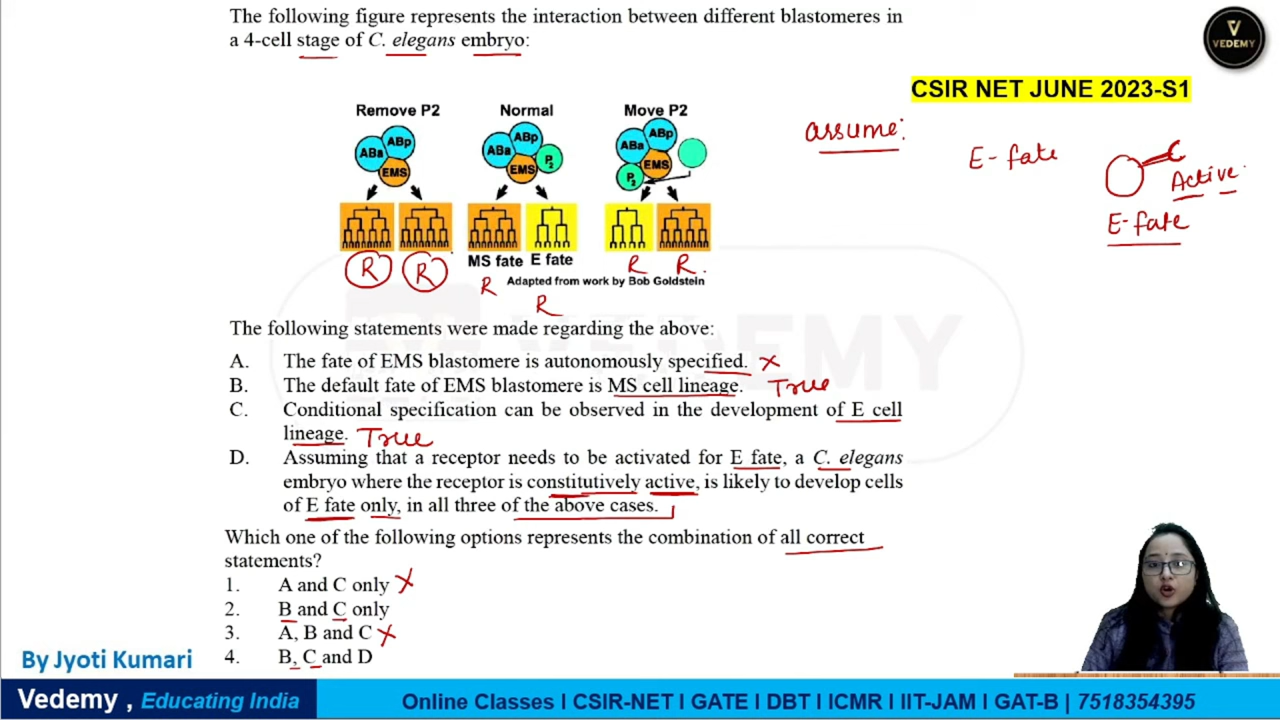 The following figure represents the interaction between different blastomeres in
a 4-cell stage of C. elegans embryo:
VEDEMY
CSIR NET JUNE 2023-S1
Remove P2 Normal Move P2
assume:
E-fate
Active
E-fate
ABa ABp EMS
ABa ABp EMS P2
ABa ABp EMS P2
MS fate E fate
R R R R R R
Adapted from work by Bob Goldstein
VEDEMY
The following statements were made regarding the above:
A. The fate of EMS blastomere is autonomously specified. x
B. The default fate of EMS blastomere is MS cell lineage. True
C. Conditional specification can be observed in the development of E cell
lineage. True
D. Assuming that a receptor needs to be activated for E fate, a C. elegans
embryo where the receptor is constitutively active, is likely to develop cells
of E fate only, in all three of the above cases.
Which one of the following options represents the combination of all correct
statements?
1. A and C only x
2. B and C only
3. A, B and C x
4. B, C and D
By Jyoti Kumari
Vedemy , Educating India
Online Classes I CSIR-NET I GATE I DBT I ICMR I IIT-JAM I GAT-B | 7518354395